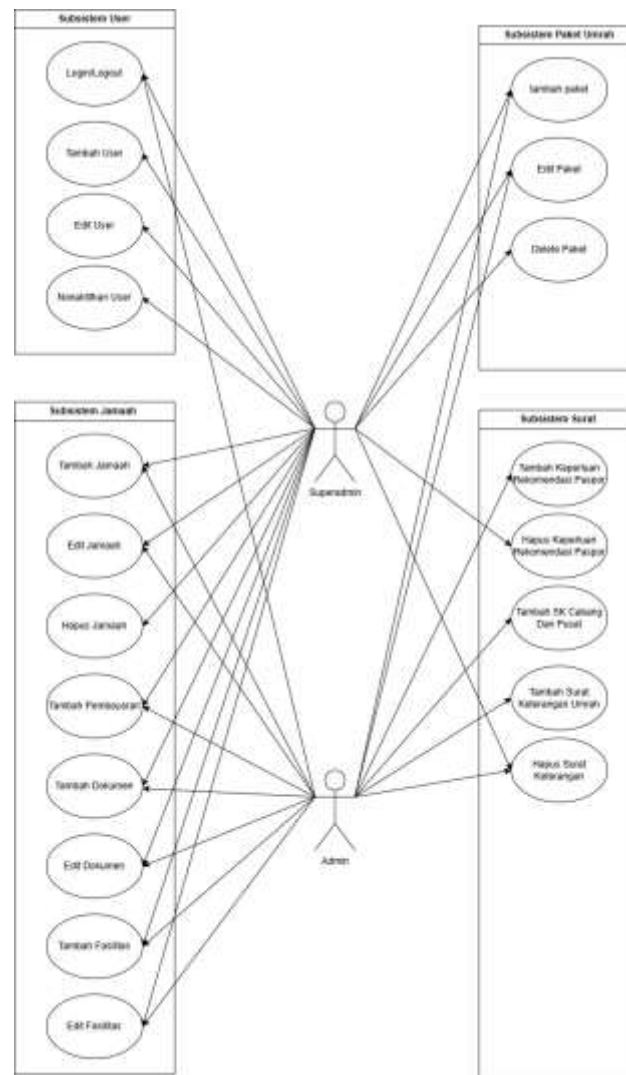 Subsistem User
Login/Logout
Tambah User
Edit User
Nonaktifkan User
Subsistem Paket Umrah
tambah paket
Edit Paket
Delete Paket
Superadmin
Subsistem Jamaah
Tambah Jamaah
Edit Jamaah
Hapus Jamaah
Tambah Pembayaran
Tambah Dokumen
Edit Dokumen
Tambah Fasilitas
Edit Fasilitas
Admin
Subsistem Surat
Tambah Keperluan
Rekomendasi Paspor
Hapus Keperluan
Rekomendasi Paspor
Tambah SK Cabang
Dan Pusat
Tambah Surat
Keterangan Umrah
Hapus Surat
Keterangan